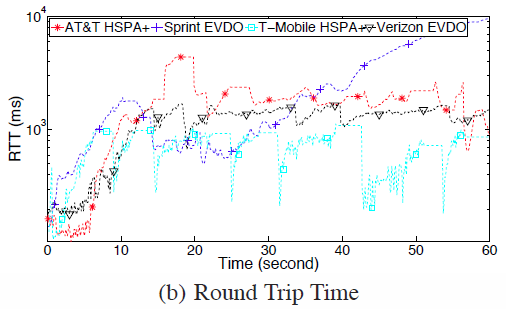 10^4
AT&T HSPA+ Sprint EVDO T-Mobile HSPA+ Verizon EVDO
10^3
RTT (ms)
0 10 20 30 40 50 60
Time (second)
(b) Round Trip Time